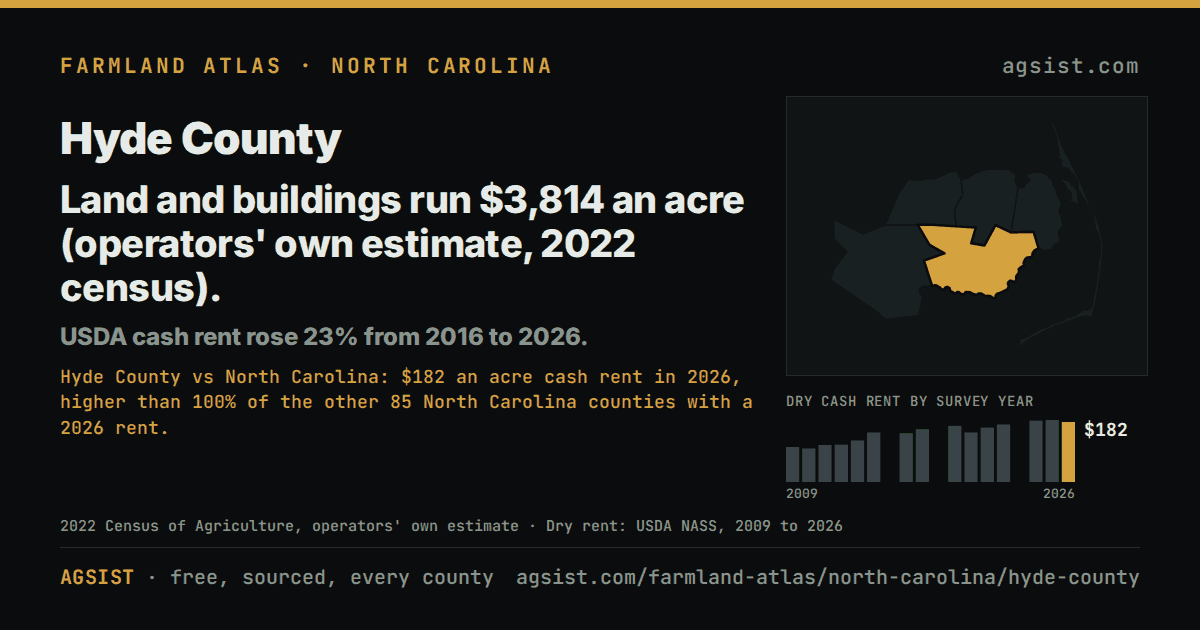 FARMLAND ATLAS · NORTH CAROLINA
agsist.com
Hyde County
Land and buildings run $3,814 an acre
(operators' own estimate, 2022
census).
USDA cash rent rose 23% from 2016 to 2026.
Hyde County vs North Carolina: $182 an acre cash rent in 2026,
higher than 100% of the other 85 North Carolina counties with a
2026 rent.
DRY CASH RENT BY SURVEY YEAR
$182
2009
2026
2022 Census of Agriculture, operators' own estimate · Dry rent: USDA NASS, 2009 to 2026
AGSIST · free, sourced, every county
agsist.com/farmland-atlas/north-carolina/hyde-county